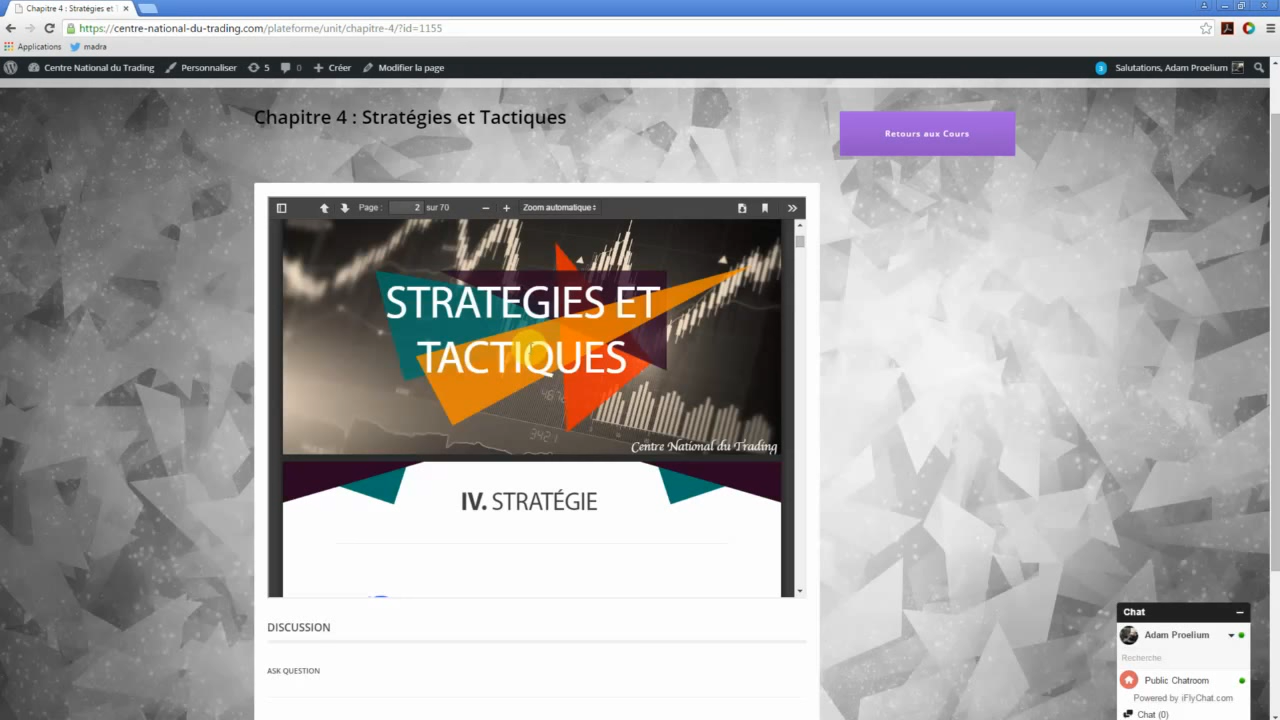 Chapitre 4 : Stratégies et T
https://centre-national-du-trading.com/plateforme/unit/chapitre-4/?id=1155
Applications madra
Centre National du Trading Personnaliser 5 0 Créer Modifier la page 3 Salutations, Adam Proelium
Chapitre 4 : Stratégies et Tactiques
Retours aux Cours
Page : 2 sur 70 Zoom automatique
STRATEGIES ET
TACTIQUES
9421
Centre National du Trading
IV. STRATÉGIE
DISCUSSION
ASK QUESTION
Chat
Adam Proelium
Recherche
Public Chatroom
Powered by iFlyChat.com
Chat (0)